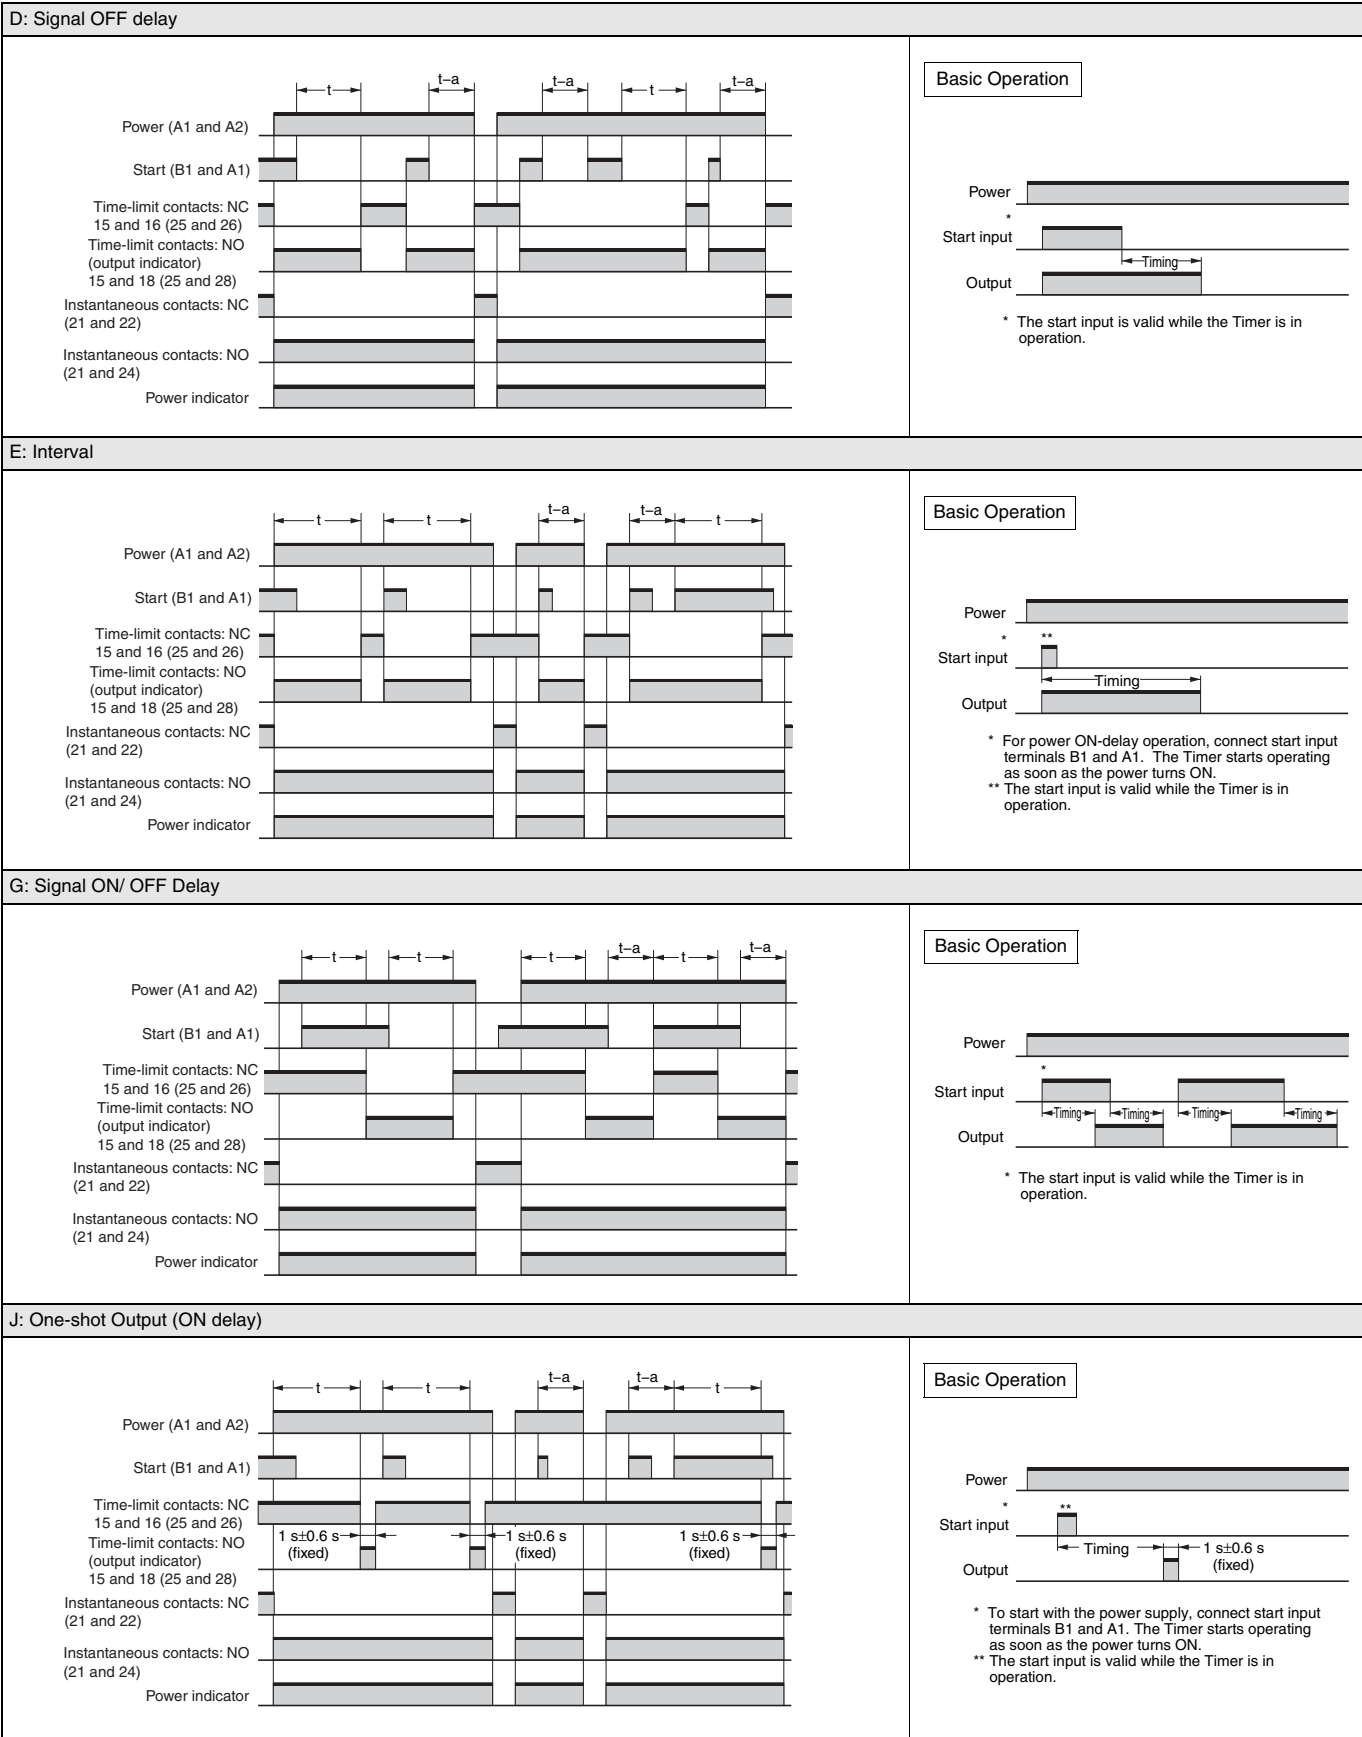 D: Signal OFF delay
t
t–a
t–a
t
t–a
Power (A1 and A2)
Start (B1 and A1)
Time-limit contacts: NC
15 and 16 (25 and 26)
Time-limit contacts: NO
(output indicator)
15 and 18 (25 and 28)
Instantaneous contacts: NC
(21 and 22)
Instantaneous contacts: NO
(21 and 24)
Power indicator
Basic Operation
Power
*
Start input
Timing
Output
* The start input is valid while the Timer is in
operation.
E: Interval
t
t
t–a
t–a
t
Power (A1 and A2)
Start (B1 and A1)
Time-limit contacts: NC
15 and 16 (25 and 26)
Time-limit contacts: NO
(output indicator)
15 and 18 (25 and 28)
Instantaneous contacts: NC
(21 and 22)
Instantaneous contacts: NO
(21 and 24)
Power indicator
Basic Operation
Power
* **
Start input
Timing
Output
* For power ON-delay operation, connect start input
terminals B1 and A1. The Timer starts operating
as soon as the power turns ON.
** The start input is valid while the Timer is in
operation.
G: Signal ON/ OFF Delay
t
t
t
t–a
t
t–a
Power (A1 and A2)
Start (B1 and A1)
Time-limit contacts: NC
15 and 16 (25 and 26)
Time-limit contacts: NO
(output indicator)
15 and 18 (25 and 28)
Instantaneous contacts: NC
(21 and 22)
Instantaneous contacts: NO
(21 and 24)
Power indicator
Basic Operation
Power
*
Start input
Timing Timing Timing Timing
Output
* The start input is valid while the Timer is in
operation.
J: One-shot Output (ON delay)
t
t
t–a
t–a
t
Power (A1 and A2)
Start (B1 and A1)
Time-limit contacts: NC
15 and 16 (25 and 26)
Time-limit contacts: NO
(output indicator)
15 and 18 (25 and 28)
1 s±0.6 s
(fixed)
1 s±0.6 s
(fixed)
1 s±0.6 s
(fixed)
Instantaneous contacts: NC
(21 and 22)
Instantaneous contacts: NO
(21 and 24)
Power indicator
Basic Operation
Power
* **
Start input
Timing
1 s±0.6 s
(fixed)
Output
* To start with the power supply, connect start input
terminals B1 and A1. The Timer starts operating
as soon as the power turns ON.
** The start input is valid while the Timer is in
operation.